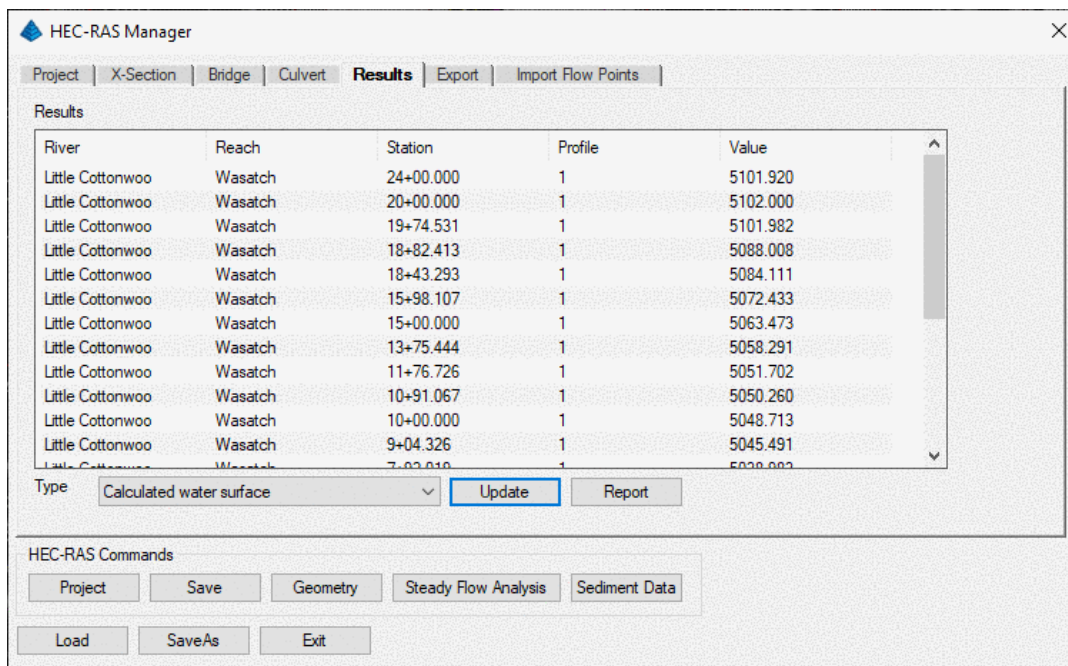 HEC-RAS Manager
Project X-Section Bridge Culvert Results Export Import Flow Points
Results
River Reach Station Profile Value
Little Cottonwoo Wasatch 24+00.000 1 5101.920
Little Cottonwoo Wasatch 20+00.000 1 5102.000
Little Cottonwoo Wasatch 19+74.531 1 5101.982
Little Cottonwoo Wasatch 18+82.413 1 5088.008
Little Cottonwoo Wasatch 18+43.293 1 5084.111
Little Cottonwoo Wasatch 15+98.107 1 5072.433
Little Cottonwoo Wasatch 15+00.000 1 5063.473
Little Cottonwoo Wasatch 13+75.444 1 5058.291
Little Cottonwoo Wasatch 11+76.726 1 5051.702
Little Cottonwoo Wasatch 10+91.067 1 5050.260
Little Cottonwoo Wasatch 10+00.000 1 5048.713
Little Cottonwoo Wasatch 9+04.326 1 5045.491
Little Cottonwoo Wasatch 1
Type Calculated water surface Update Report
HEC-RAS Commands
Project Save Geometry Steady Flow Analysis Sediment Data
Load SaveAs Exit